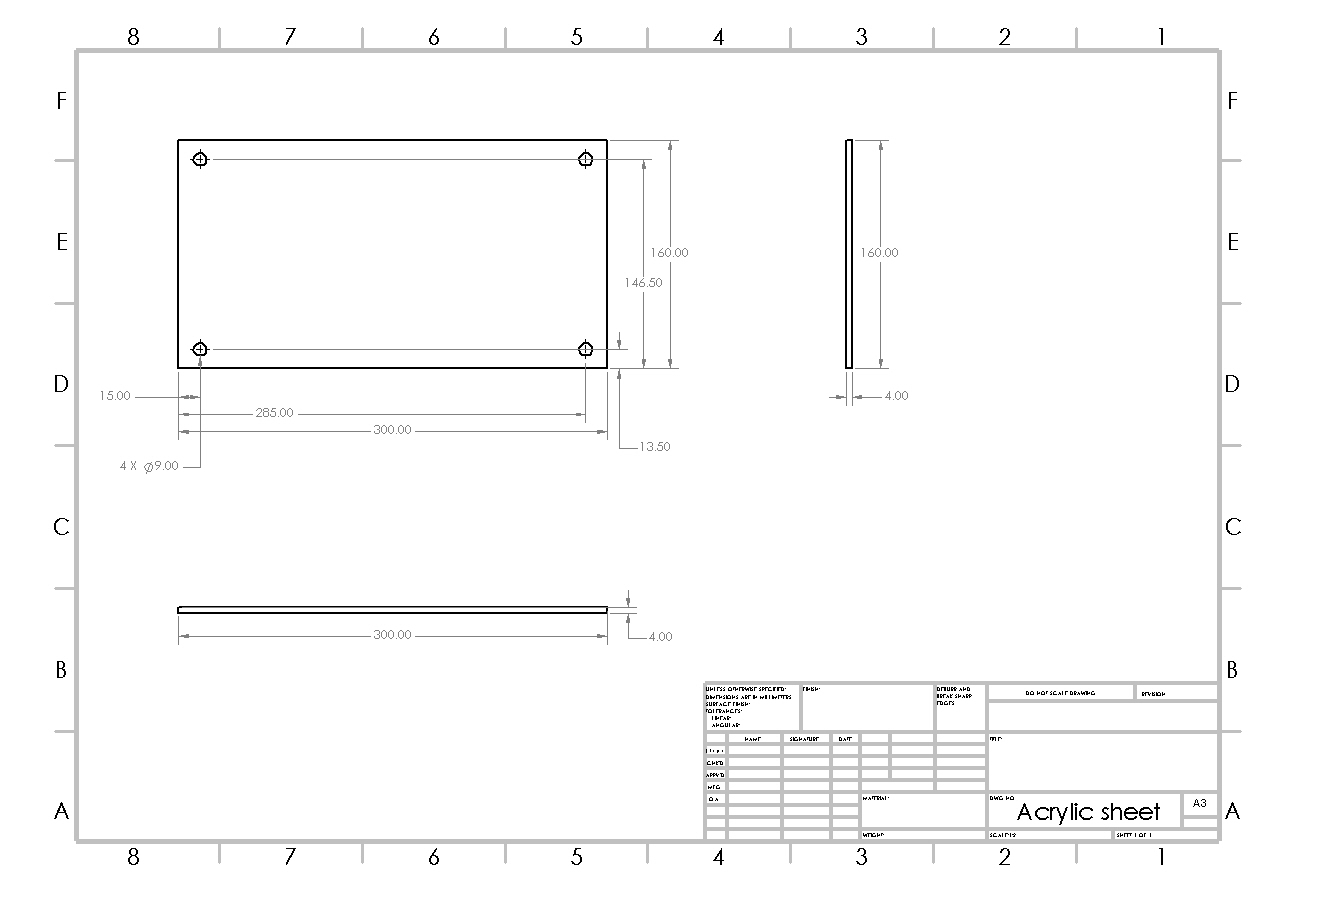 8 7 6 5 4 3 2 1
F F
E E
D D
C C
B B
A A
160.00
146.50
160.00
15.00
285.00
300.00
13.50
4 X ⌀9.00
4.00
300.00
4.00
UNLESS OTHERWISE SPECIFIED:
DIMENSIONS ARE IN MILLIMETERS
SURFACE FINISH:
TOLERANCES:
LINEAR:
ANGULAR:
FINISH:
DEBURR AND
BREAK SHARP
EDGES
DO NOT SCALE DRAWING
REVISION
NAME SIGNATURE DATE
CHK'D
APPV'D
MFG
Q.A
TITLE:
MATERIAL:
DWG NO.
Acrylic sheet
A3
WEIGHT:
SCALE:1:2
SHEET 1 OF 1
8 7 6 5 4 3 2 1